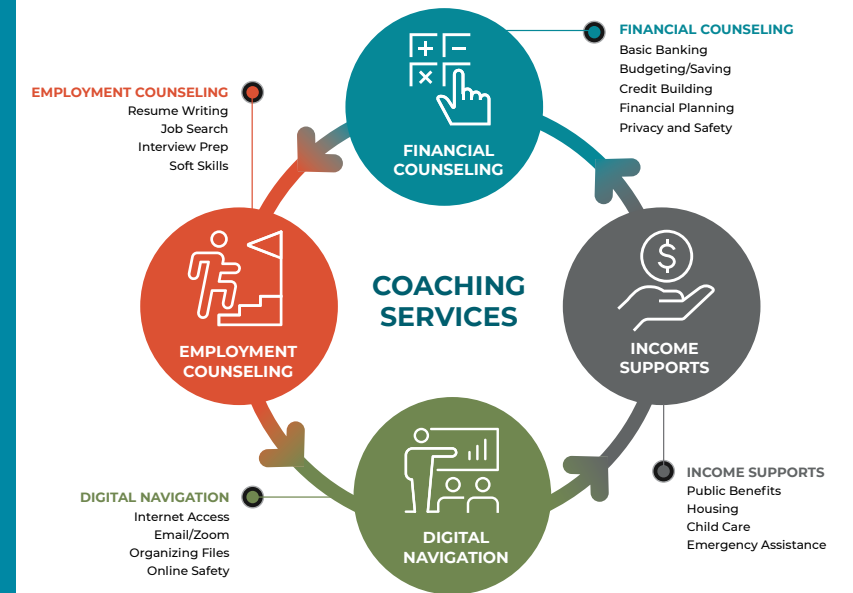 FINANCIAL COUNSELING
Basic Banking
Budgeting/Saving
Credit Building
Financial Planning
Privacy and Safety
EMPLOYMENT COUNSELING
Resume Writing
Job Search
Interview Prep
Soft Skills
FINANCIAL
COUNSELING
COACHING
SERVICES
EMPLOYMENT
COUNSELING
INCOME
SUPPORTS
DIGITAL NAVIGATION
Internet Access
Email/Zoom
Organizing Files
Online Safety
DIGITAL
NAVIGATION
INCOME SUPPORTS
Public Benefits
Housing
Child Care
Emergency Assistance